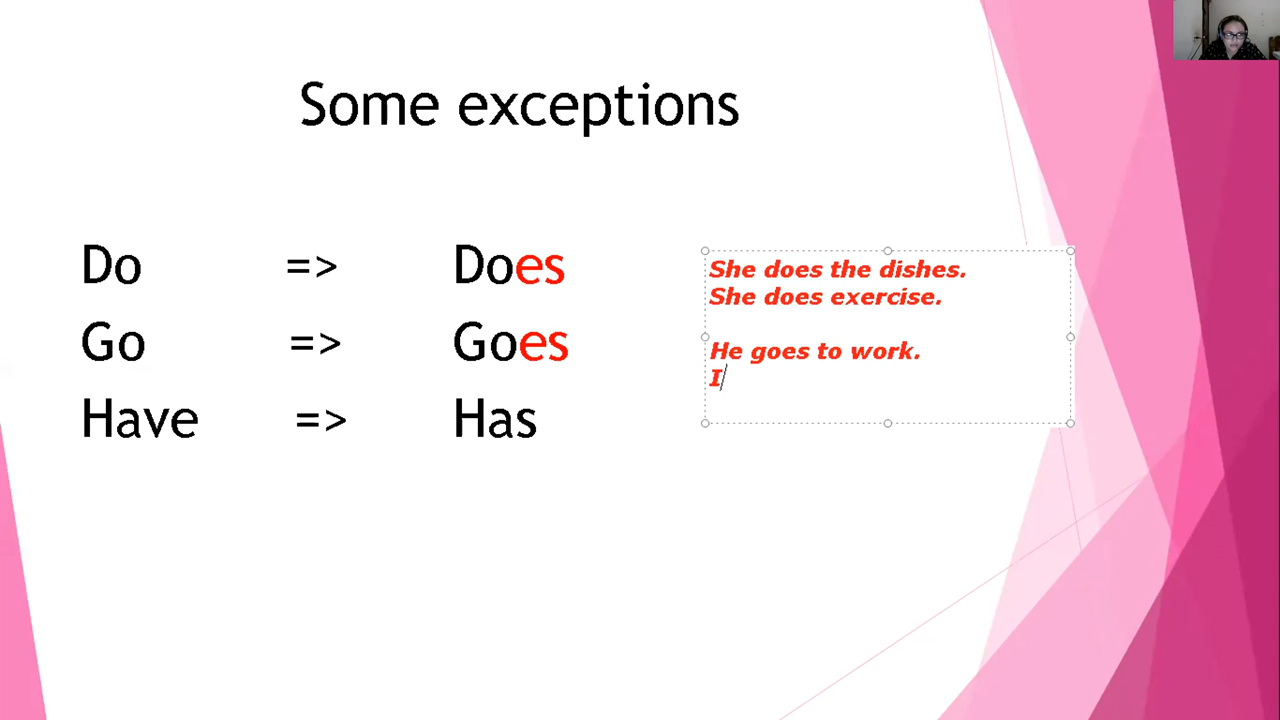 Some exceptions
Do => Does
Go => Goes
Have => Has
She does the dishes.
She does exercise.
He goes to work.
I